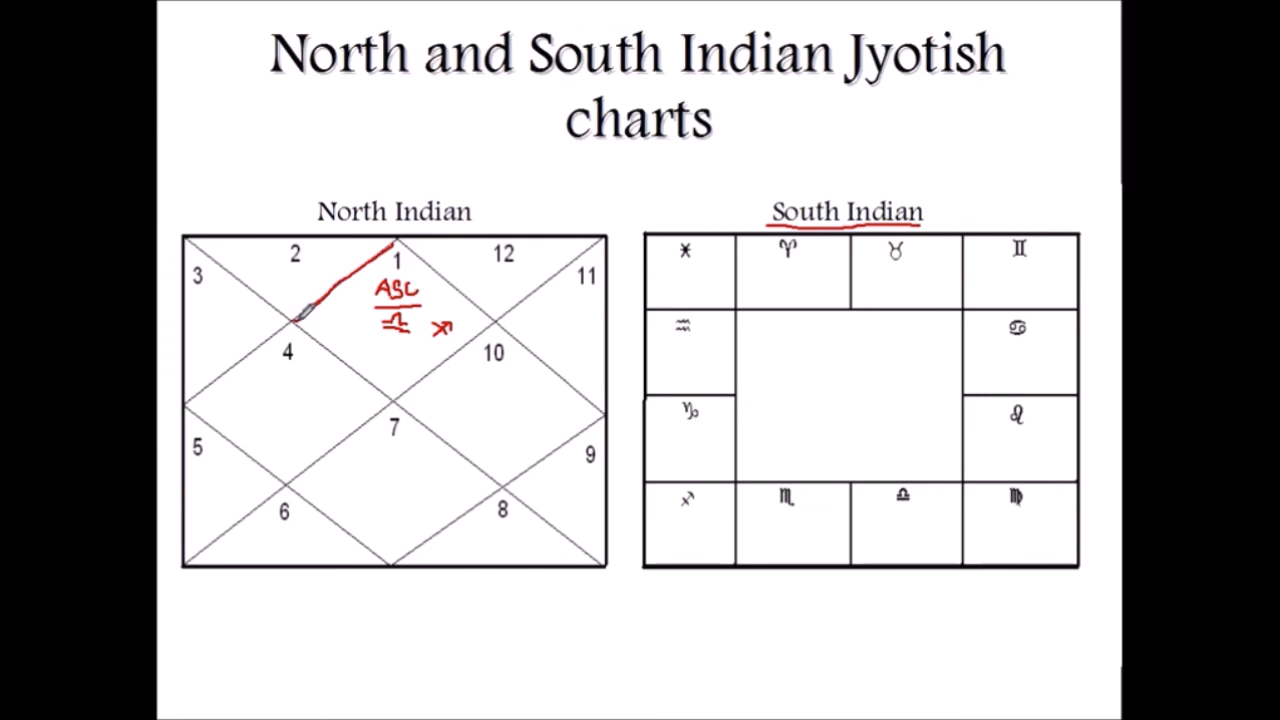 North and South Indian Jyotish
charts
North Indian
2
1
12
3
11
ASC
♎ ♐
4
10
7
5
9
6
8
South Indian
♓ ♈ ♉ ♊
♒ ♋
♑ ♌
♐ ♏ ♎ ♍